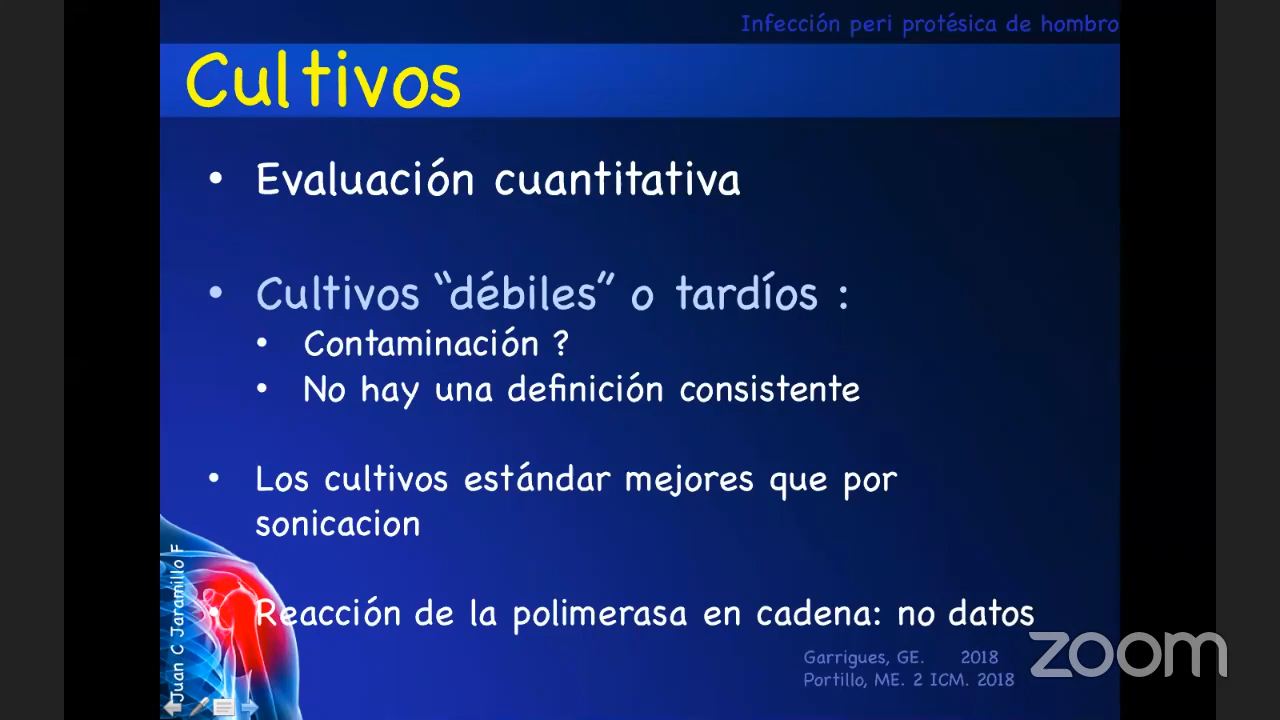 Infección peri protésica de hombro
Cultivos
• Evaluación cuantitativa
• Cultivos “débiles” o tardíos :
• Contaminación ?
• No hay una definición consistente
• Los cultivos estándar mejores que por
sonicacion
• Reacción de la polimerasa en cadena: no datos
Garrigues, GE. 2018
Portillo, ME. 2 ICM. 2018
Juan C Jaramillo F
zoom